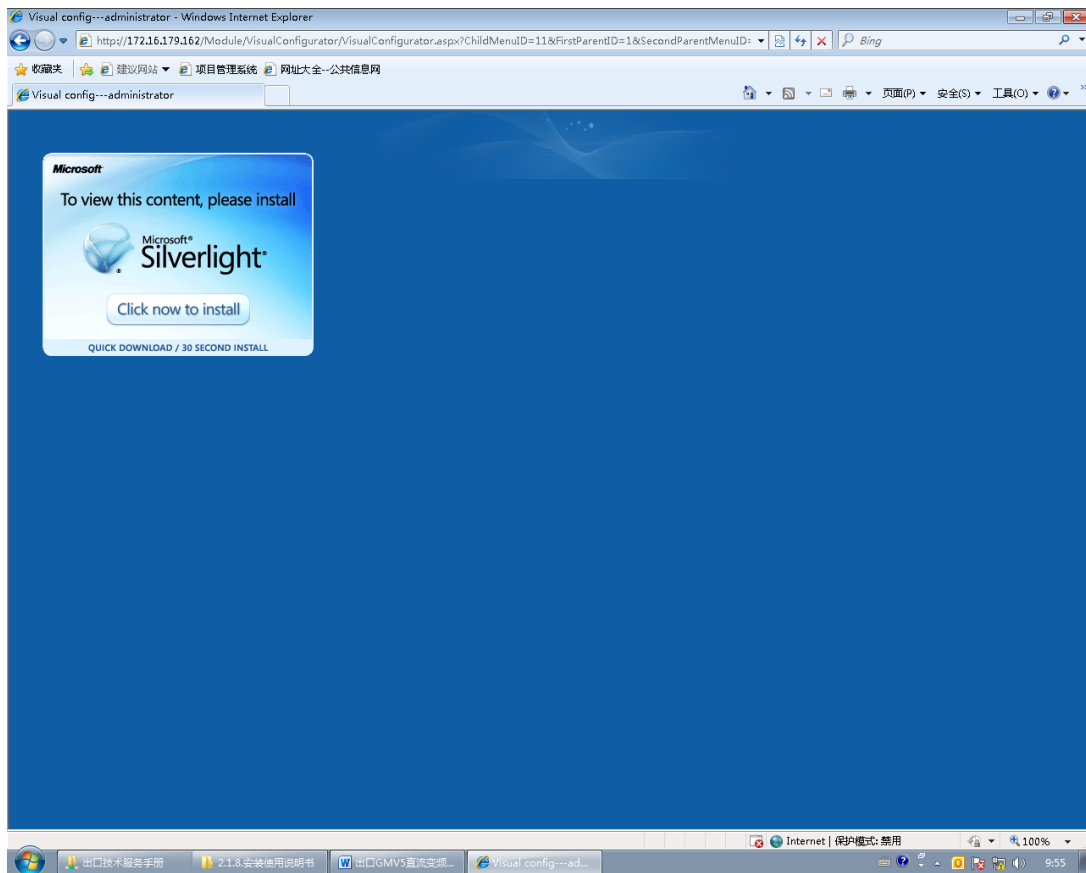 Visual config---administrator - Windows Internet Explorer
http://172.16.179.162/Module/VisualConfigurator/VisualConfigurator.aspx?ChildMenuID=11&FirstParentID=1&SecondParentMenuID=
Bing
收藏夹 建议网站 项目管理系统 网址大全--公共信息网
Visual config---administrator 页面(P) 安全(S) 工具(O)
Microsoft
To view this content, please install
Microsoft®
Silverlight®
Click now to install
QUICK DOWNLOAD / 30 SECOND INSTALL
Internet | 保护模式: 禁用 100%
出口技术服务手册 2.1.8.安装使用说明书 出口GMV5直流变频... Visual config---ad... 9:55